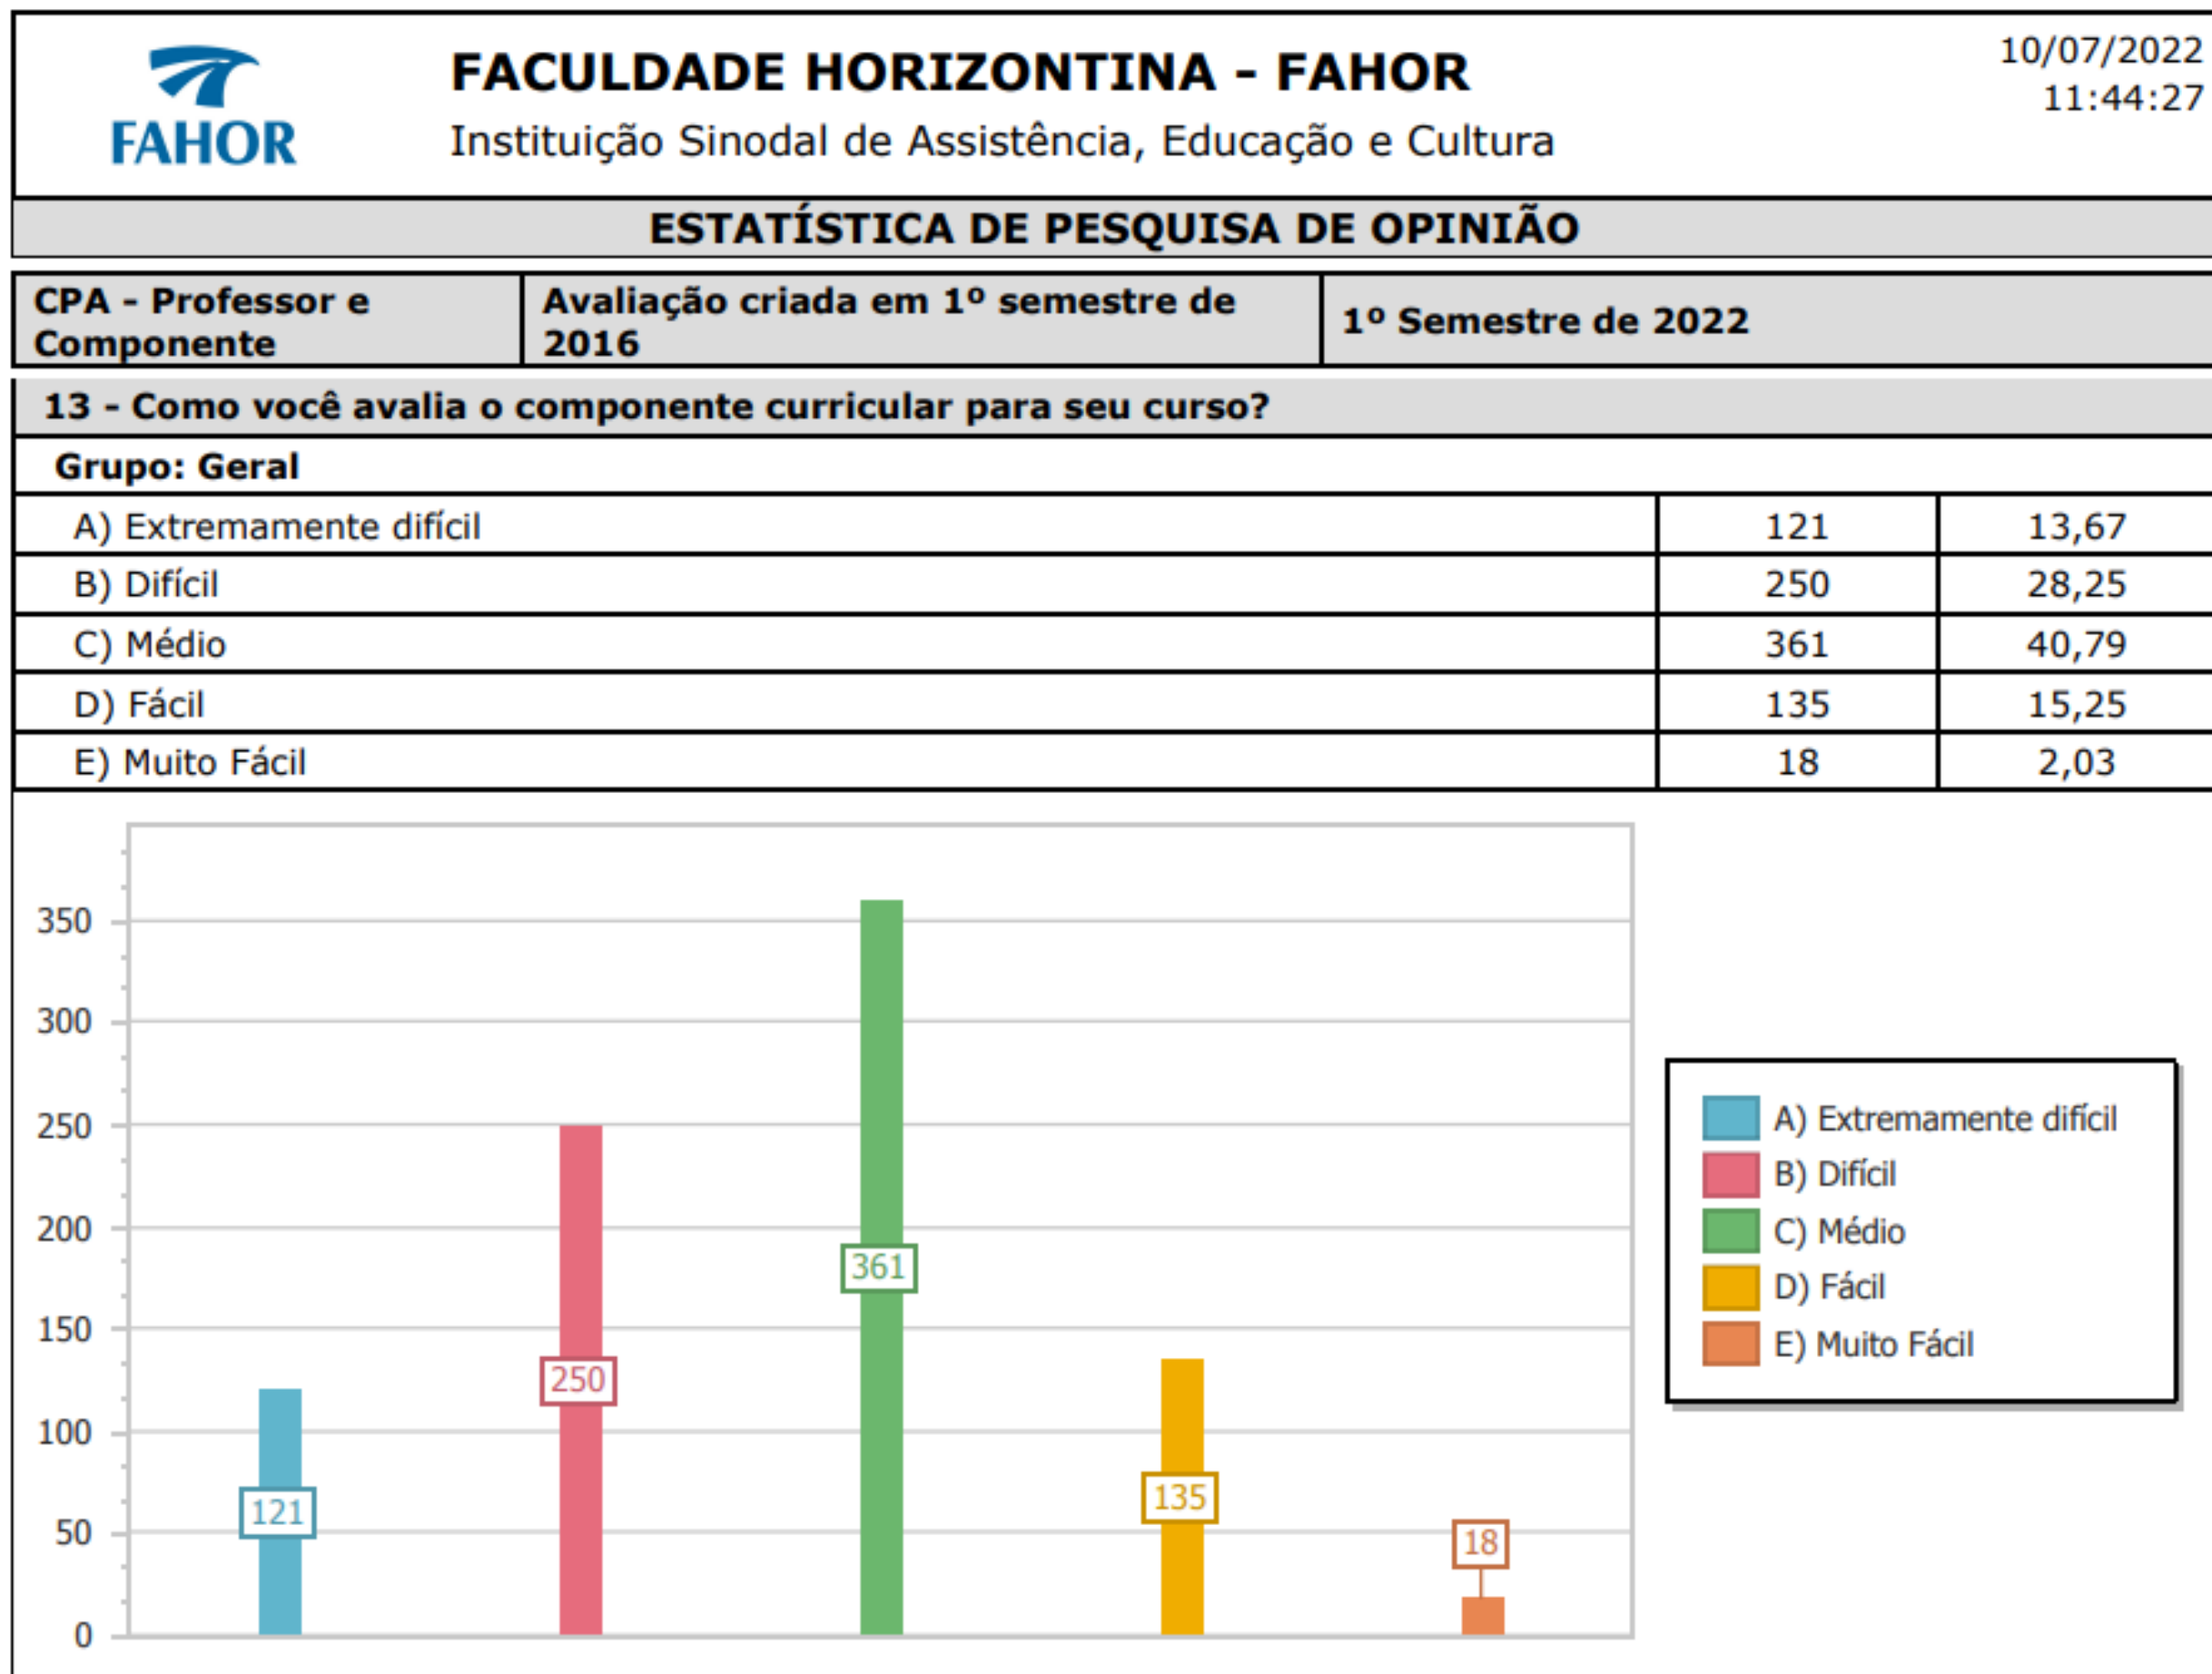 FAHOR
FACULDADE HORIZONTINA - FAHOR
Instituição Sinodal de Assistência, Educação e Cultura
10/07/2022
11:44:27
ESTATÍSTICA DE PESQUISA DE OPINIÃO
CPA - Professor e
Componente
Avaliação criada em 1º semestre de
2016
1º Semestre de 2022
13 - Como você avalia o componente curricular para seu curso?
Grupo: Geral
A) Extremamente difícil 121 13,67
B) Difícil 250 28,25
C) Médio 361 40,79
D) Fácil 135 15,25
E) Muito Fácil 18 2,03
350
300
250
200
150
100
50
0
121
250
361
135
18
A) Extremamente difícil
B) Difícil
C) Médio
D) Fácil
E) Muito Fácil